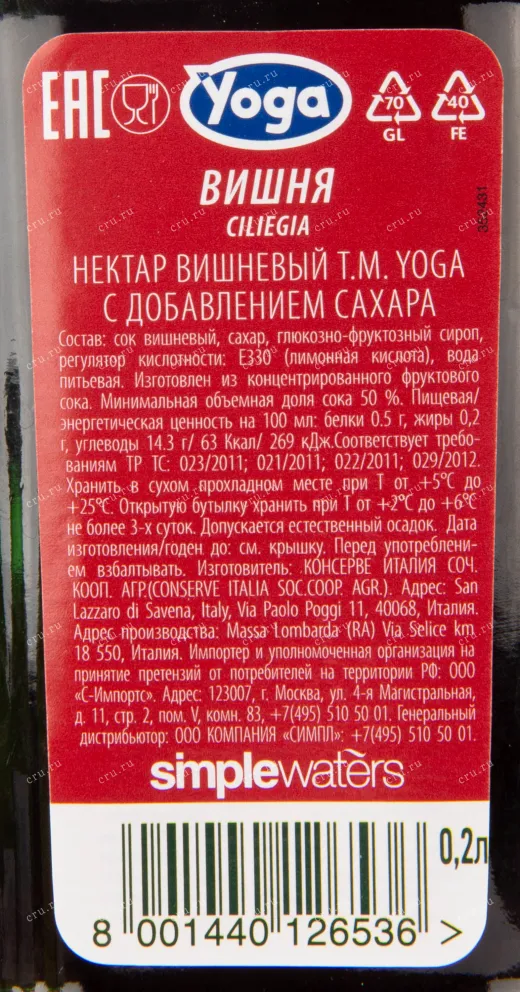 EAC
Yoga
70
GL
40
FE
ВИШНЯ
CILIEGIA
НЕКТАР ВИШНЕВЫЙ Т.М. YOGA
С ДОБАВЛЕНИЕМ САХАРА
Состав: сок вишневый, сахар, глюкозно-фруктозный сироп,
регулятор кислотности: Е330 (лимонная кислота), вода
питьевая. Изготовлен из концентрированного фруктового
сока. Минимальная объемная доля сока 50 %. Пищевая/
энергетическая ценность на 100 мл: белки 0.5 г, жиры 0,2
г, углеводы 14.3 г/ 63 Ккал/ 269 кДж.Соответствует требо-
ваниям ТР ТС: 023/2011; 021/2011; 022/2011; 029/2012.
Хранить в сухом прохладном месте при Т от +5°С до
+25°С. Открытую бутылку хранить при Т от +2°С до +6°С
не более 3-х суток. Допускается естественный осадок. Дата
изготовления/годен до: см. крышку. Перед употреблени-
ем взбалтывать. Изготовитель: КОНСЕРВЕ ИТАЛИЯ СОЧ.
КООП. АГР.(CONSERVE ITALIA SOC.COOP. AGR.). Адрес: San
Lazzaro di Savena, Italy, Via Paolo Poggi 11, 40068, Италия.
Адрес производства: Massa Lombarda (RA) Via Selice km.
18 550, Италия. Импортер и уполномоченная организация на
принятие претензий от потребителей на территории РФ: ООО
«С-Импортс». Адрес: 123007, г. Москва, ул. 4-я Магистральная,
д. 11, стр. 2, пом. V, комн. 83, +7(495) 510 50 01. Генеральный
дистрибьютор: ООО КОМПАНИЯ «СИМПЛ»: +7(495) 510 50 01.
simplewaters
0,2л
8 001440 126536 >
cru.ru